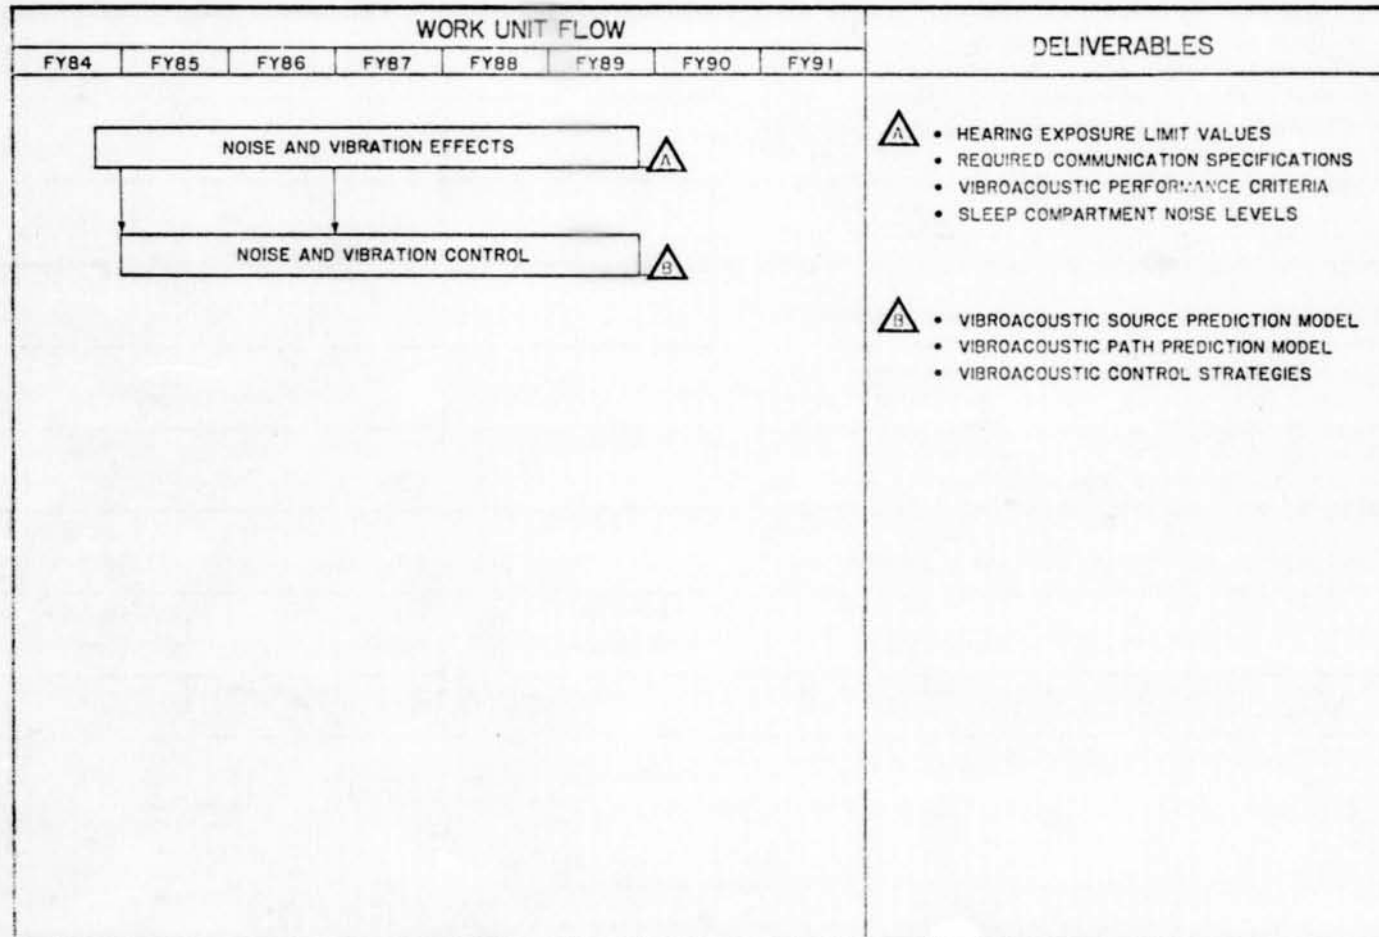 WORK UNIT FLOW
DELIVERABLES
FY84 FY85 FY86 FY87 FY88 FY89 FY90 FY91
NOISE AND VIBRATION EFFECTS
A
NOISE AND VIBRATION CONTROL
B
A
• HEARING EXPOSURE LIMIT VALUES
• REQUIRED COMMUNICATION SPECIFICATIONS
• VIBROACOUSTIC PERFORMANCE CRITERIA
• SLEEP COMPARTMENT NOISE LEVELS
B
• VIBROACOUSTIC SOURCE PREDICTION MODEL
• VIBROACOUSTIC PATH PREDICTION MODEL
• VIBROACOUSTIC CONTROL STRATEGIES